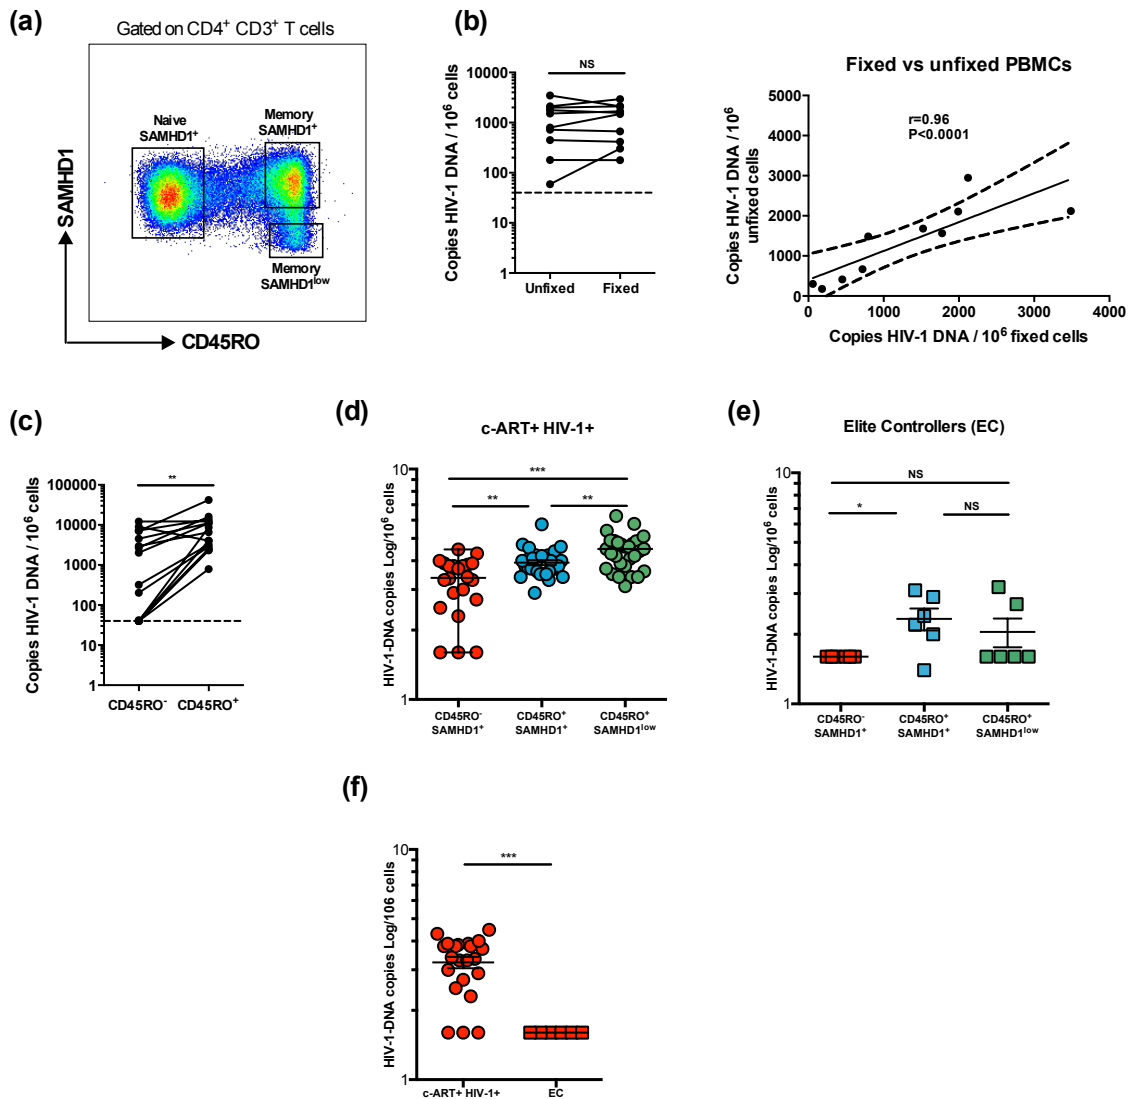 (a)
Gated on CD4⁺ CD3⁺ T cells
Naive
SAMHD1⁺
Memory
SAMHD1⁺
Memory
SAMHD1ˡᵒʷ
SAMHD1
CD45RO
(b)
NS
10000
1000
100
10
1
Copies HIV-1 DNA / 10⁶ cells
Unfixed Fixed
Fixed vs unfixed PBMCs
r=0.96
P<0.0001
5000
4000
3000
2000
1000
0
Copies HIV-1 DNA / 10⁶
unfixed cells
0 1000 2000 3000 4000
Copies HIV-1 DNA / 10⁶ fixed cells
(c)
**
100000
10000
1000
100
10
1
Copies HIV-1 DNA / 10⁶ cells
CD45RO⁻ CD45RO⁺
(d)
c-ART+ HIV-1+
***
** **
10
1
HIV-1-DNA copies Log/10⁶ cells
CD45RO⁻ CD45RO⁺ CD45RO⁺
SAMHD1⁺ SAMHD1⁺ SAMHD1ˡᵒʷ
(e)
Elite Controllers (EC)
NS
* NS
10
1
HIV-1-DNA copies Log/10⁶ cells
CD45RO⁻ CD45RO⁺ CD45RO⁺
SAMHD1⁺ SAMHD1⁺ SAMHD1ˡᵒʷ
(f)
***
10
1
HIV-1-DNA copies Log/106 cells
c-ART+ HIV-1+ EC